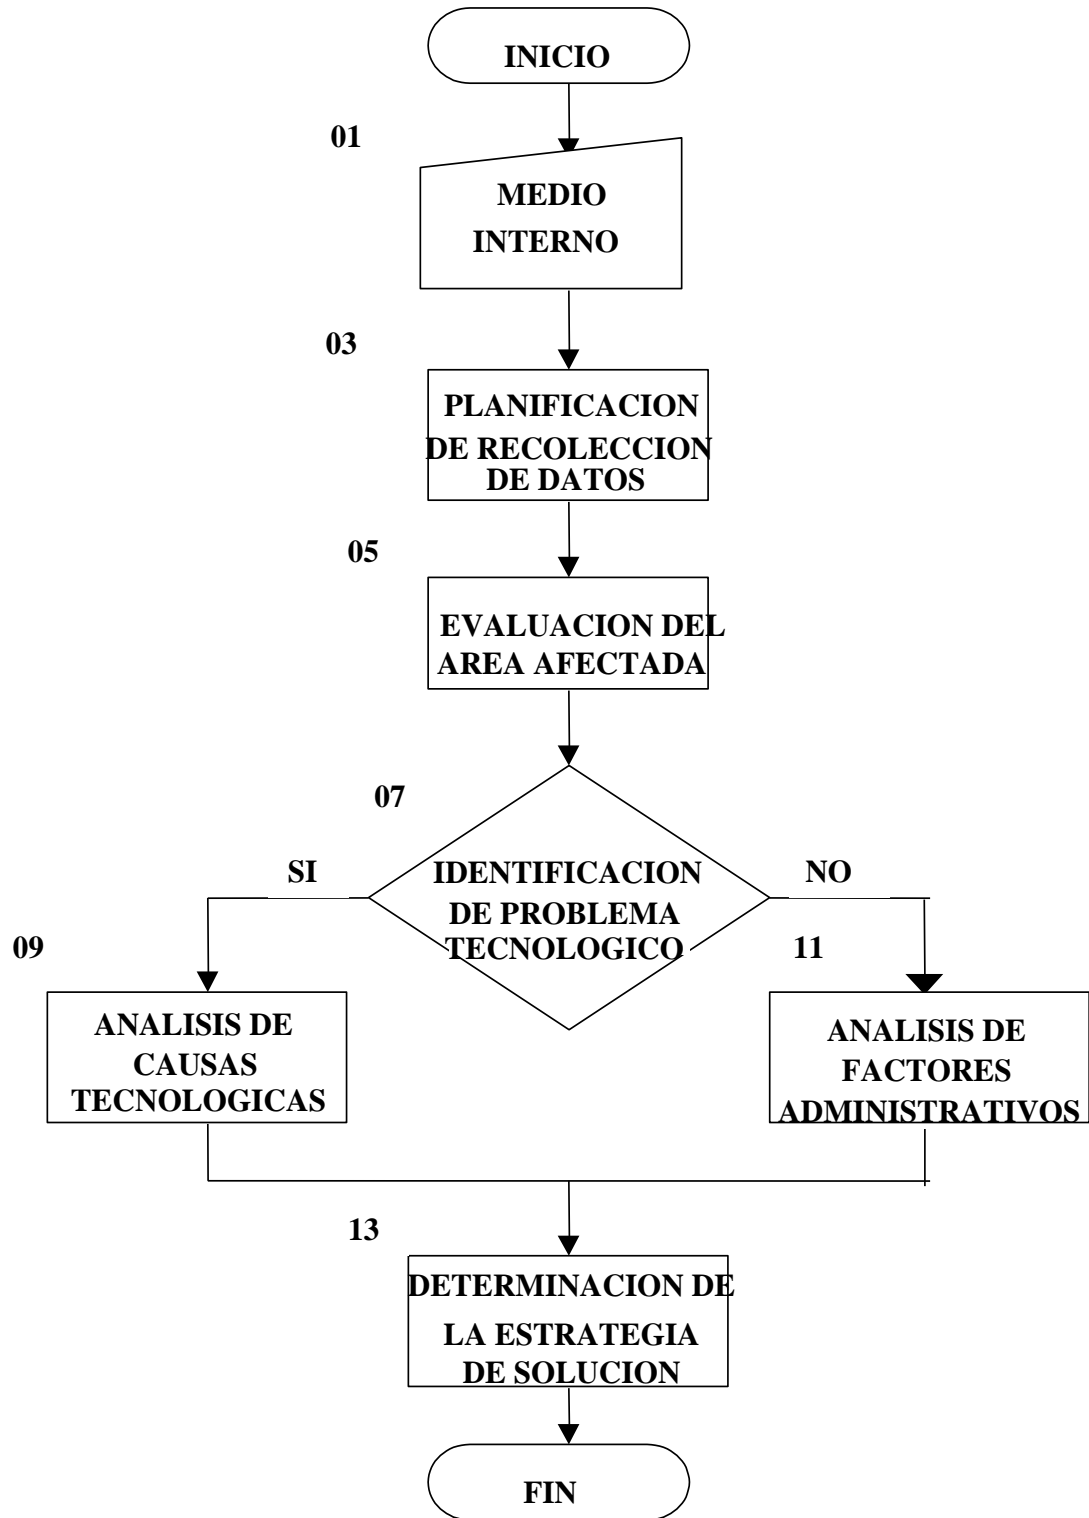 INICIO
01
MEDIO
INTERNO
03
PLANIFICACION
DE RECOLECCION
DE DATOS
05
EVALUACION DEL
AREA AFECTADA
07
SI
IDENTIFICACION
DE PROBLEMA
TECNOLOGICO
NO
09
ANALISIS DE
CAUSAS
TECNOLOGICAS
11
ANALISIS DE
FACTORES
ADMINISTRATIVOS
13
DETERMINACION DE
LA ESTRATEGIA
DE SOLUCION
FIN